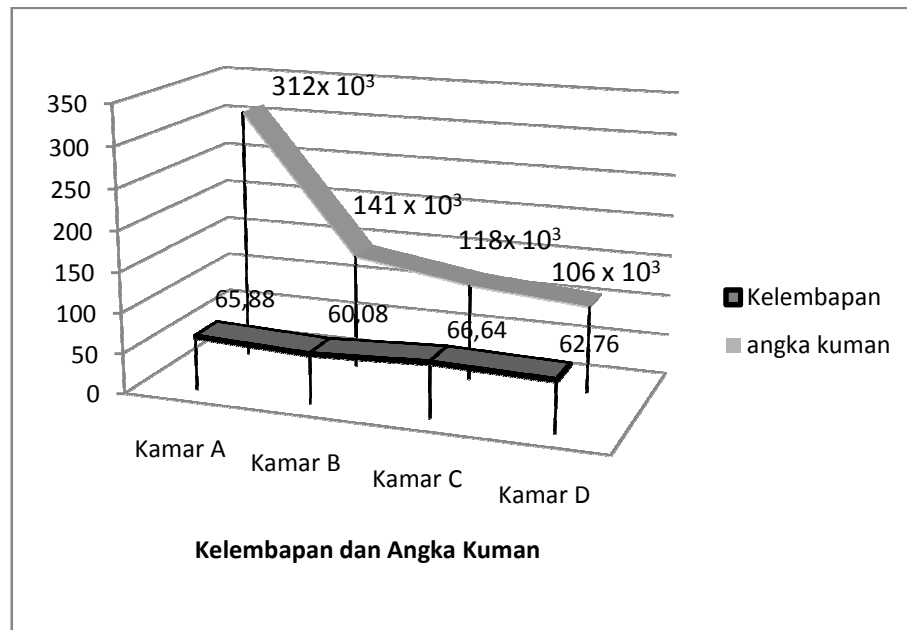 350
300
250
200
150
100
50
0
312x 10³
141 x 10³
118x 10³
106 x 10³
65,88
60,08
66,64
62,76
Kamar A
Kamar B
Kamar C
Kamar D
Kelembapan
angka kuman
Kelembapan dan Angka Kuman